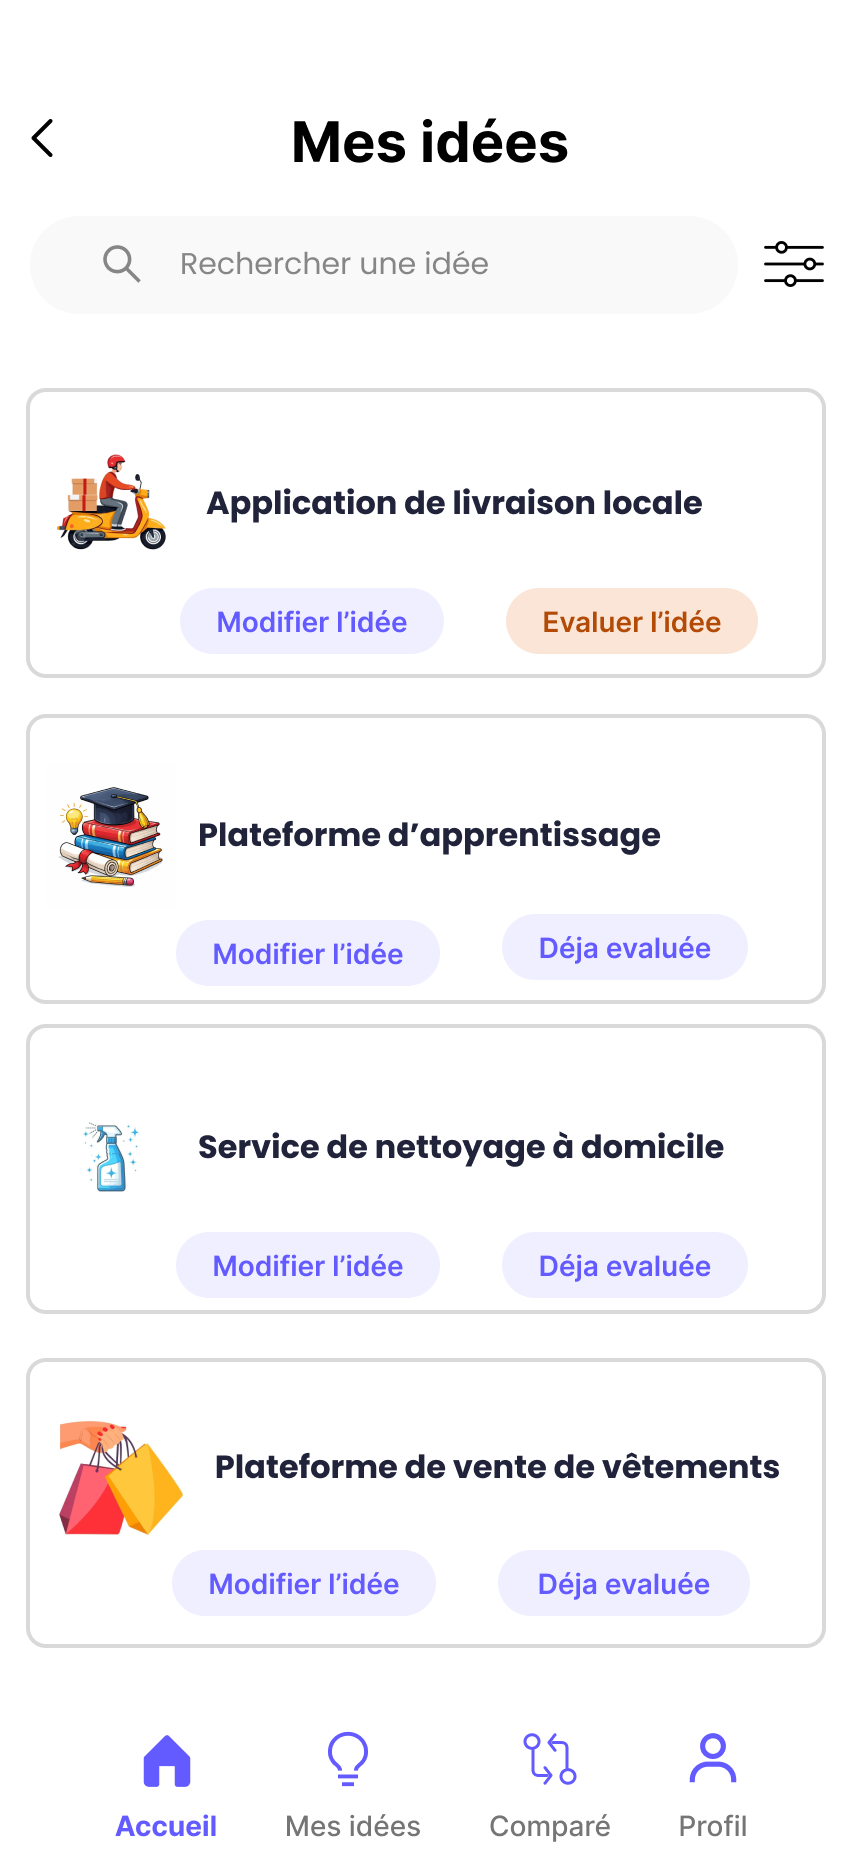 Mes idées
Rechercher une idée
Application de livraison locale
Modifier l’idée
Evaluer l’idée
Plateforme d’apprentissage
Modifier l’idée
Déja evaluée
Service de nettoyage à domicile
Modifier l’idée
Déja evaluée
Plateforme de vente de vêtements
Modifier l’idée
Déja evaluée
Accueil
Mes idées
Comparé
Profil